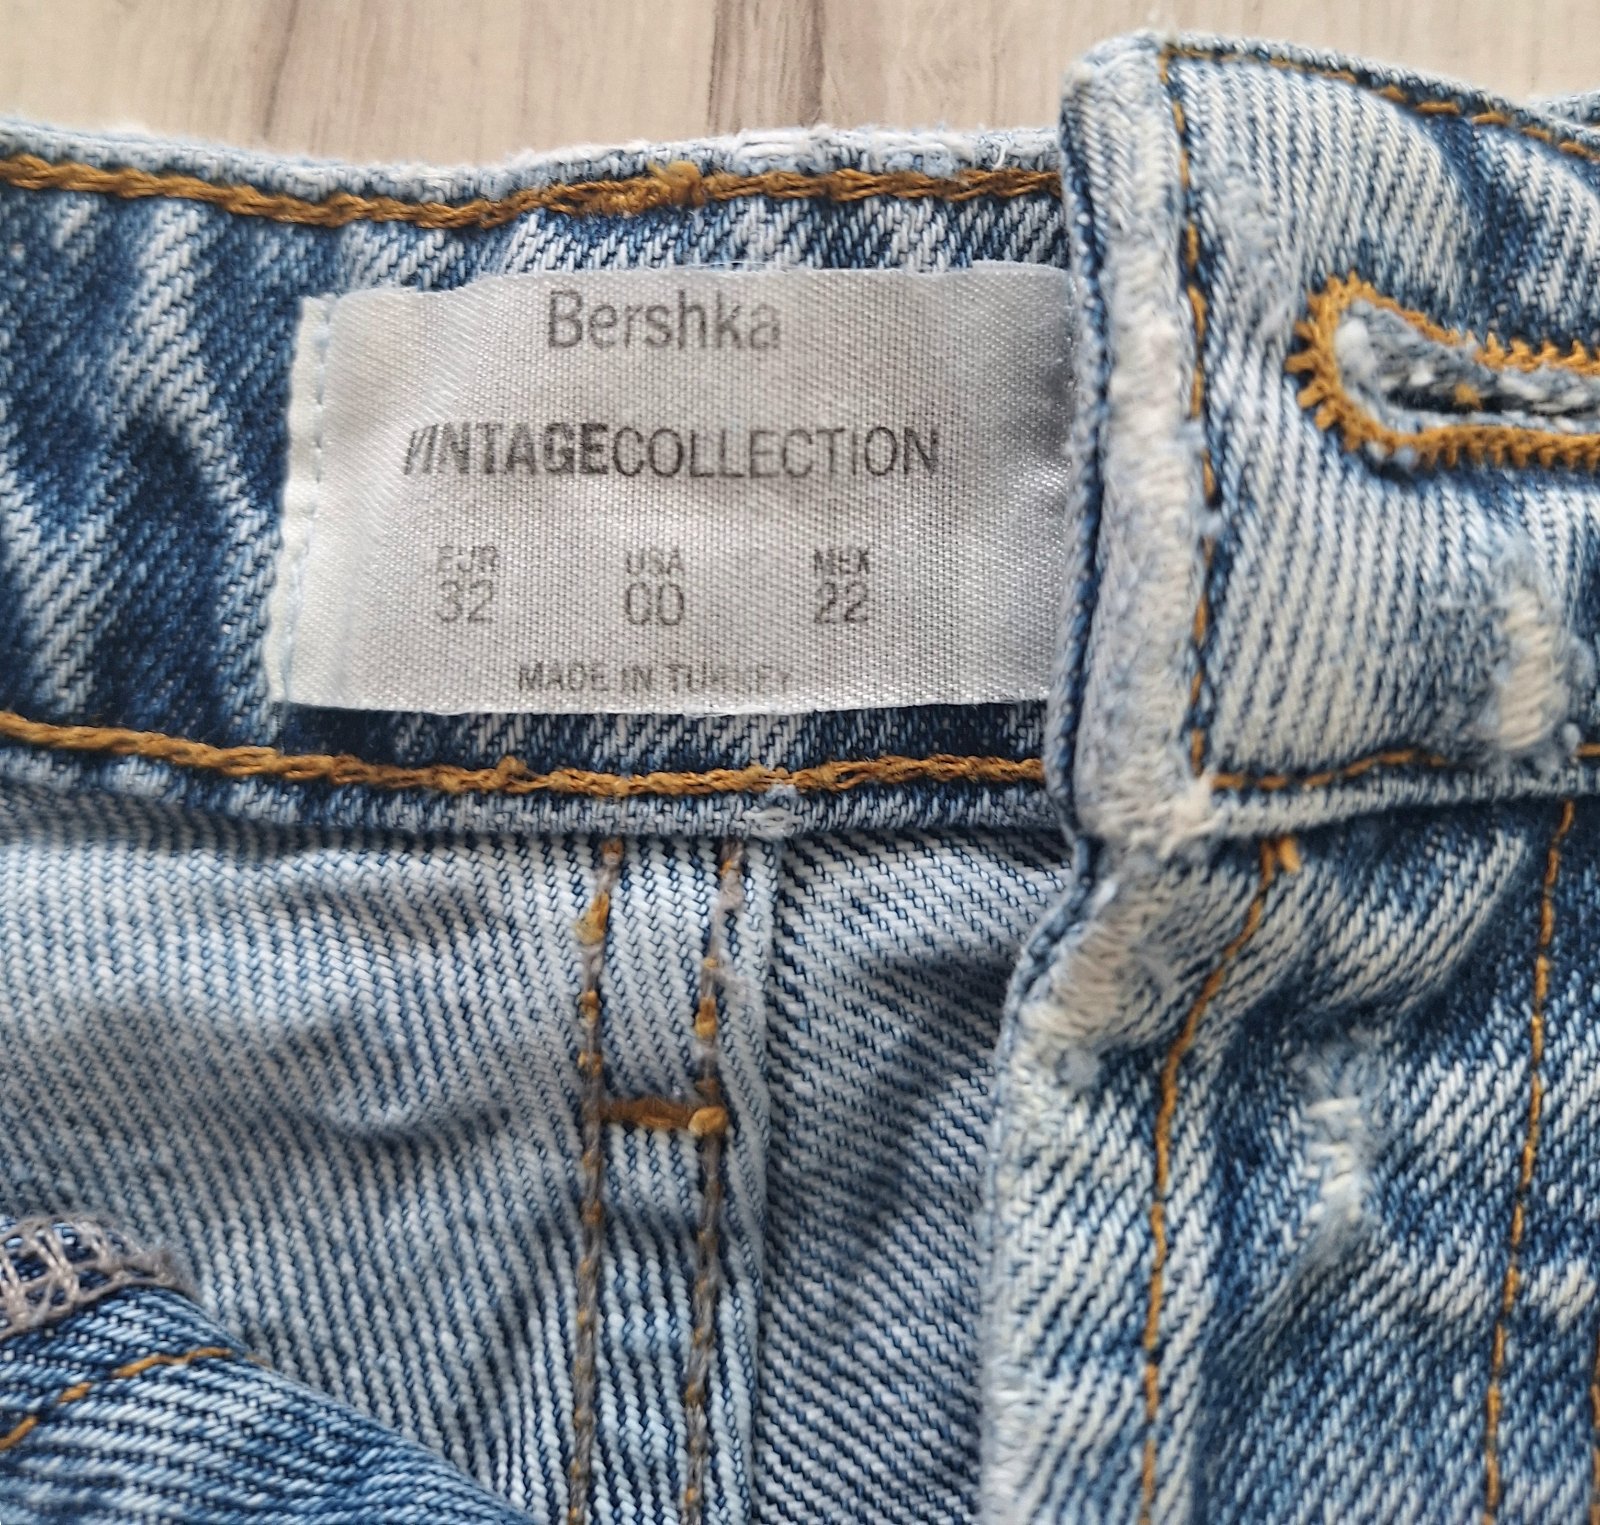 Bershka
VINTAGECOLLECTION
EUR USA MEX
32 00 22
MADE IN TURKEY